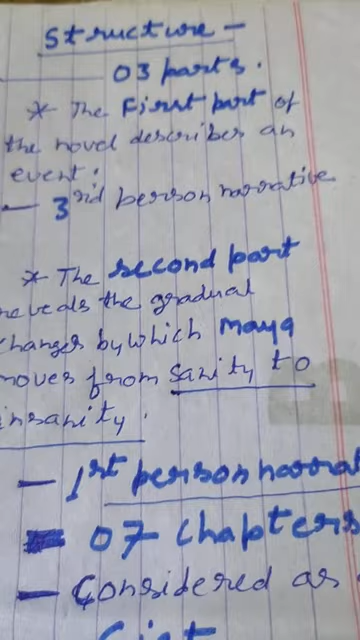 Structure -
03 parts.
* The First part of
the novel describes an
event.
- 3rd person narrative
* The second part
reveals the gradual
changes by which Maya
moves from Sanity to
insanity.
- 1st person narrat
- 07 Chapters
- Considered as